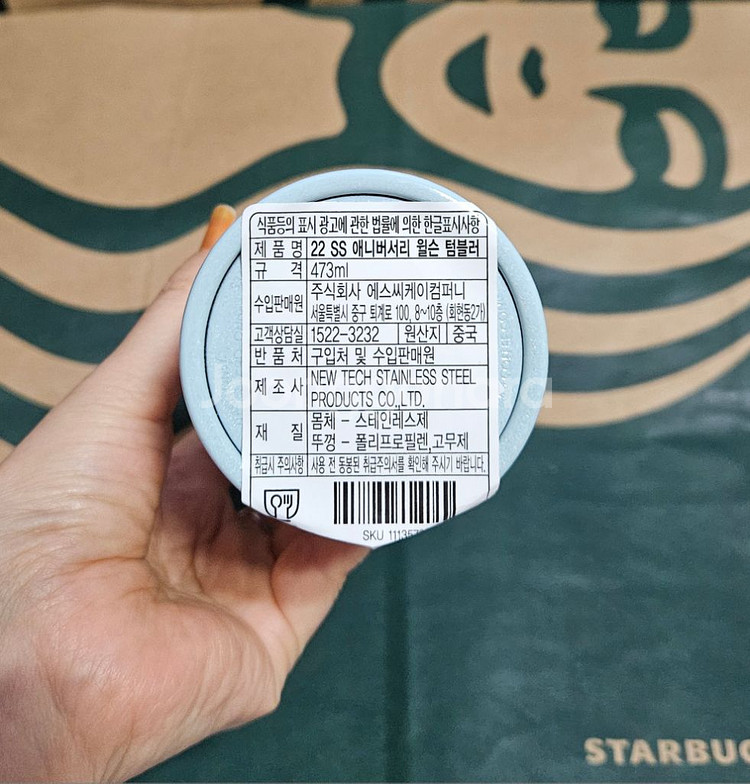 식품등의 표시 광고에 관한 법률에 의한 한글표시사항
제 품 명 22 SS 애니버서리 윌슨 텀블러
규 격 473ml
수입판매원 주식회사 에스씨케이컴퍼니
서울특별시 중구 퇴계로 100, 8~10층 (회현동2가)
고객상담실 1522-3232 원산지 중국
반 품 처 구입처 및 수입판매원
제 조 사 NEW TECH STAINLESS STEEL
PRODUCTS CO.,LTD.
재 질 몸체 - 스테인레스제
뚜껑 - 폴리프로필렌,고무제
취급시 주의사항 사용 전 동봉된 취급주의서를 확인해 주시기 바랍니다.
SKU
STARBUC